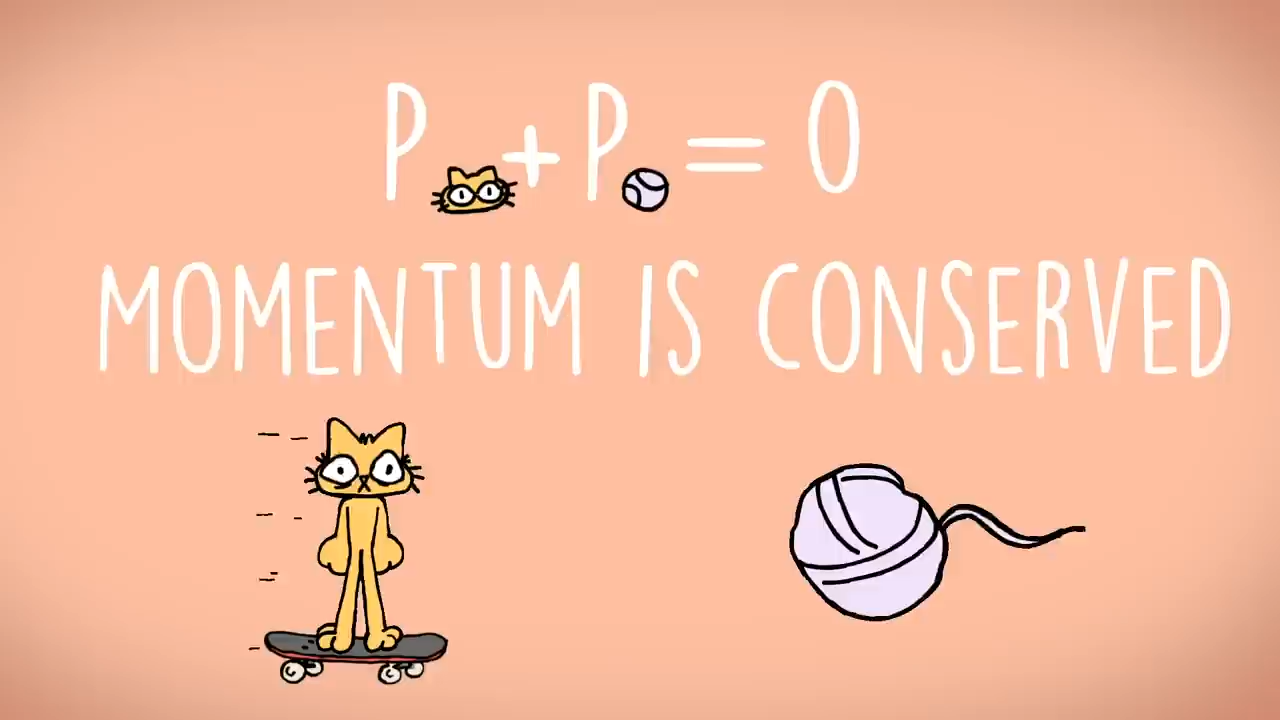 P + P = 0
MOMENTUM IS CONSERVED